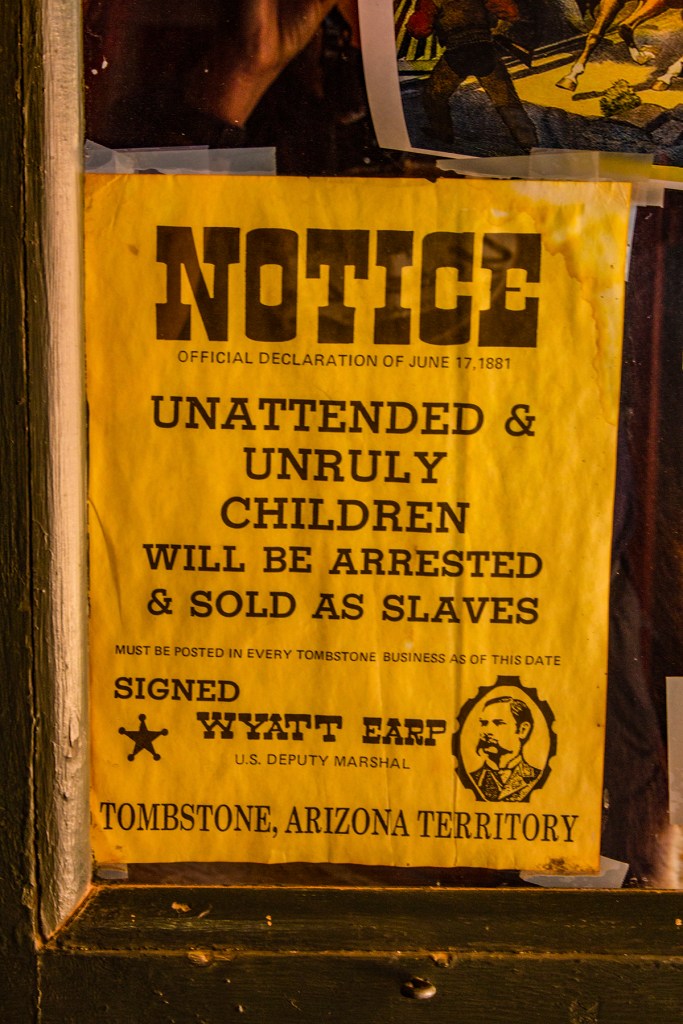 NOTICE
OFFICIAL DECLARATION OF JUNE 17, 1881
UNATTENDED &
UNRULY
CHILDREN
WILL BE ARRESTED
& SOLD AS SLAVES
MUST BE POSTED IN EVERY TOMBSTONE BUSINESS AS OF THIS DATE
SIGNED
WYATT EARP
U.S. DEPUTY MARSHAL
TOMBSTONE, ARIZONA TERRITORY